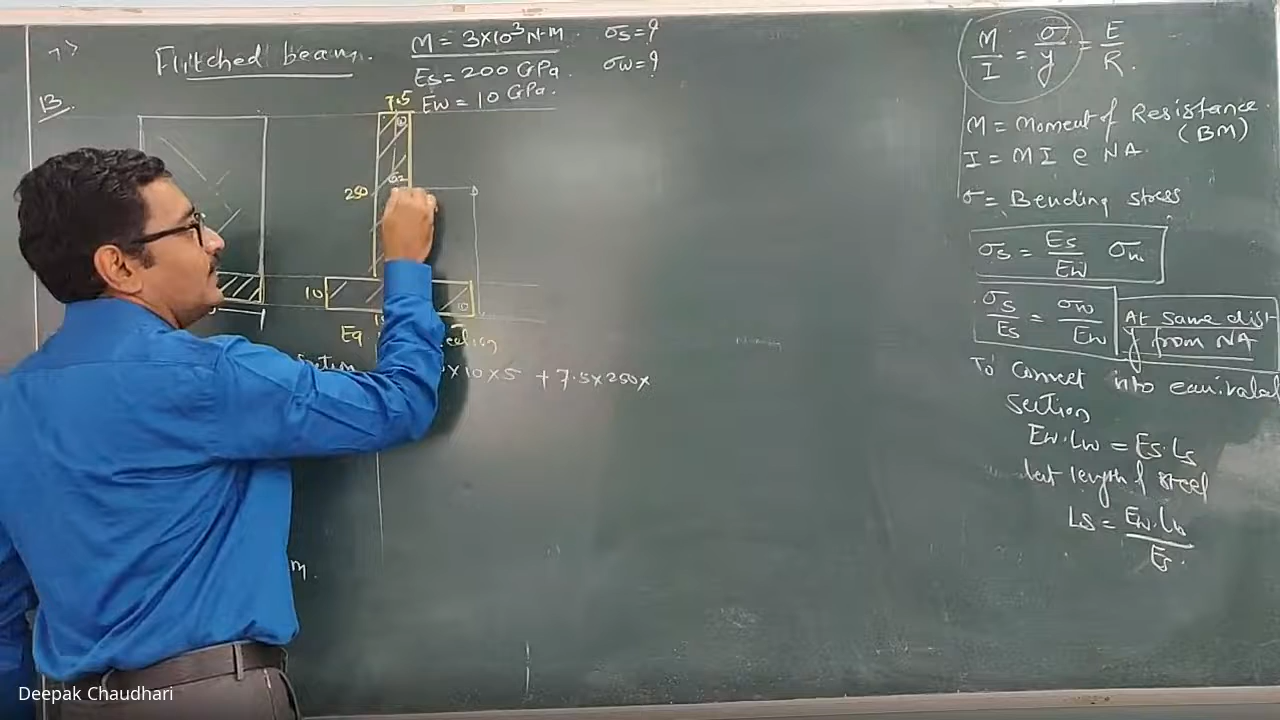 7>
Flitched beam.
M = 3×10³ N-M. σs=?
Es = 200 GPa. σw=?
Ew = 10 GPa.
B.
7.5
250
G2
10
10
Eq
×10×5 + 7.5×250×
m.
M/I = σ/y = E/R.
M = Moment of Resistance.
(BM)
I = MI @ NA.
σ = Bending stress
σs = Es/Ew σw.
σs/Es = σw/Ew
At same dist
y from NA
To convert into equivalent
Section
Ew.Lw = Es.Ls
let length of steel
Ls = Ew.Lw/Es.
Deepak Chaudhari